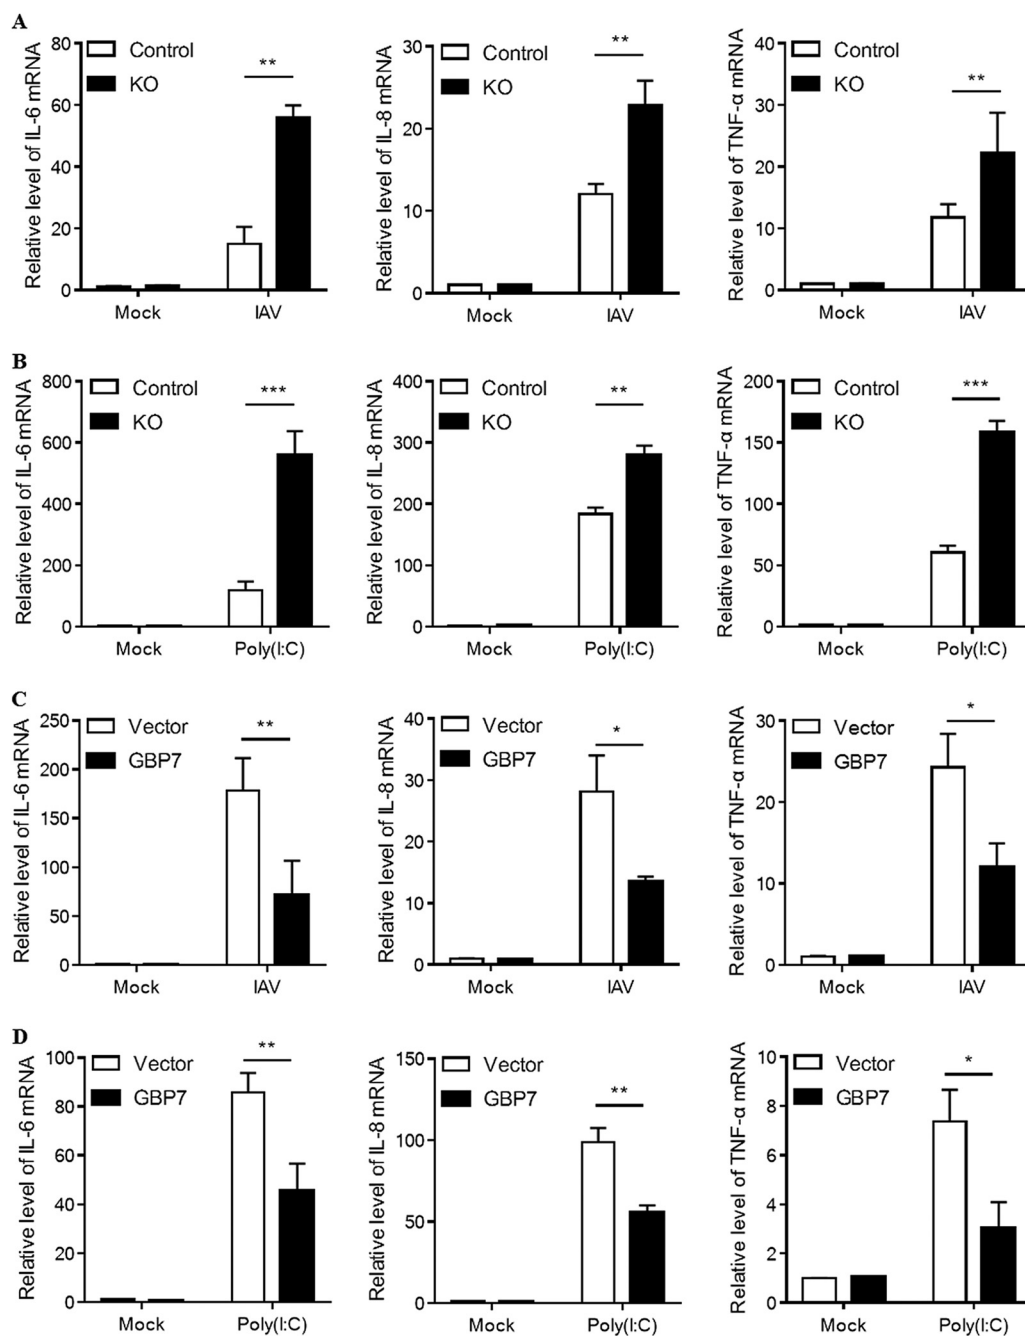 A
Relative level of IL-6 mRNA
80
60
40
20
0
Control
KO
**
Mock
IAV
Relative level of IL-8 mRNA
30
20
10
0
Control
KO
**
Mock
IAV
Relative level of TNF-α mRNA
40
30
20
10
0
Control
KO
**
Mock
IAV
B
Relative level of IL-6 mRNA
800
600
400
200
0
Control
KO
***
Mock
Poly(I:C)
Relative level of IL-8 mRNA
400
300
200
100
0
Control
KO
**
Mock
Poly(I:C)
Relative level of TNF-α mRNA
200
150
100
50
0
Control
KO
***
Mock
Poly(I:C)
C
Relative level of IL-6 mRNA
250
200
150
100
50
0
Vector
GBP7
**
Mock
IAV
Relative level of IL-8 mRNA
40
30
20
10
0
Vector
GBP7
*
Mock
IAV
Relative level of TNF-α mRNA
30
20
10
0
Vector
GBP7
*
Mock
IAV
D
Relative level of IL-6 mRNA
100
80
60
40
20
0
Vector
GBP7
**
Mock
Poly(I:C)
Relative level of IL-8 mRNA
150
100
50
0
Vector
GBP7
**
Mock
Poly(I:C)
Relative level of TNF-α mRNA
10
8
6
4
2
0
Vector
GBP7
*
Mock
Poly(I:C)